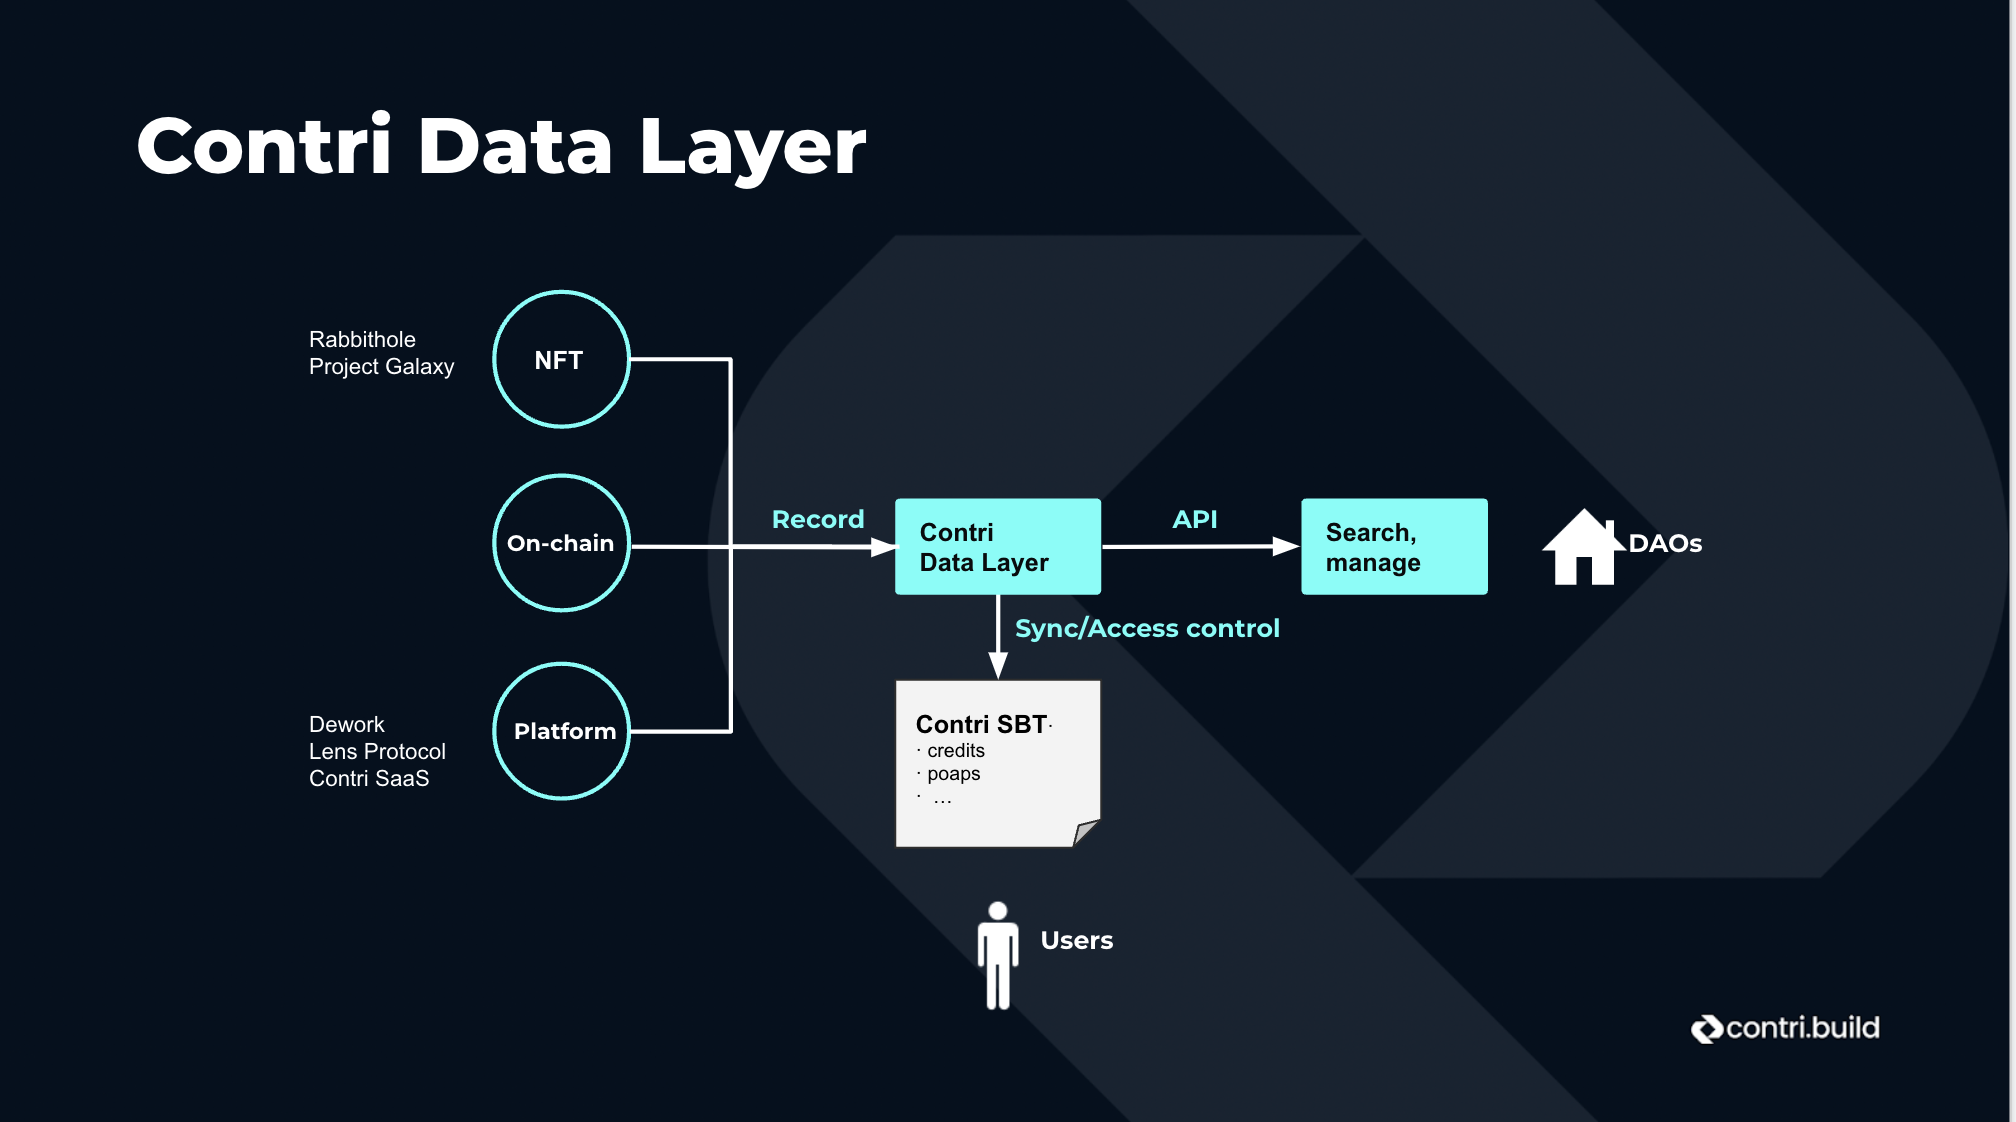 Contri Data Layer
Rabbithole
Project Galaxy
NFT
On-chain
Dework
Lens Protocol
Contri SaaS
Platform
Record
Contri
Data Layer
API
Search,
manage
DAOs
Sync/Access control
Contri SBT·
· credits
· poaps
· ...
Users
contri.build